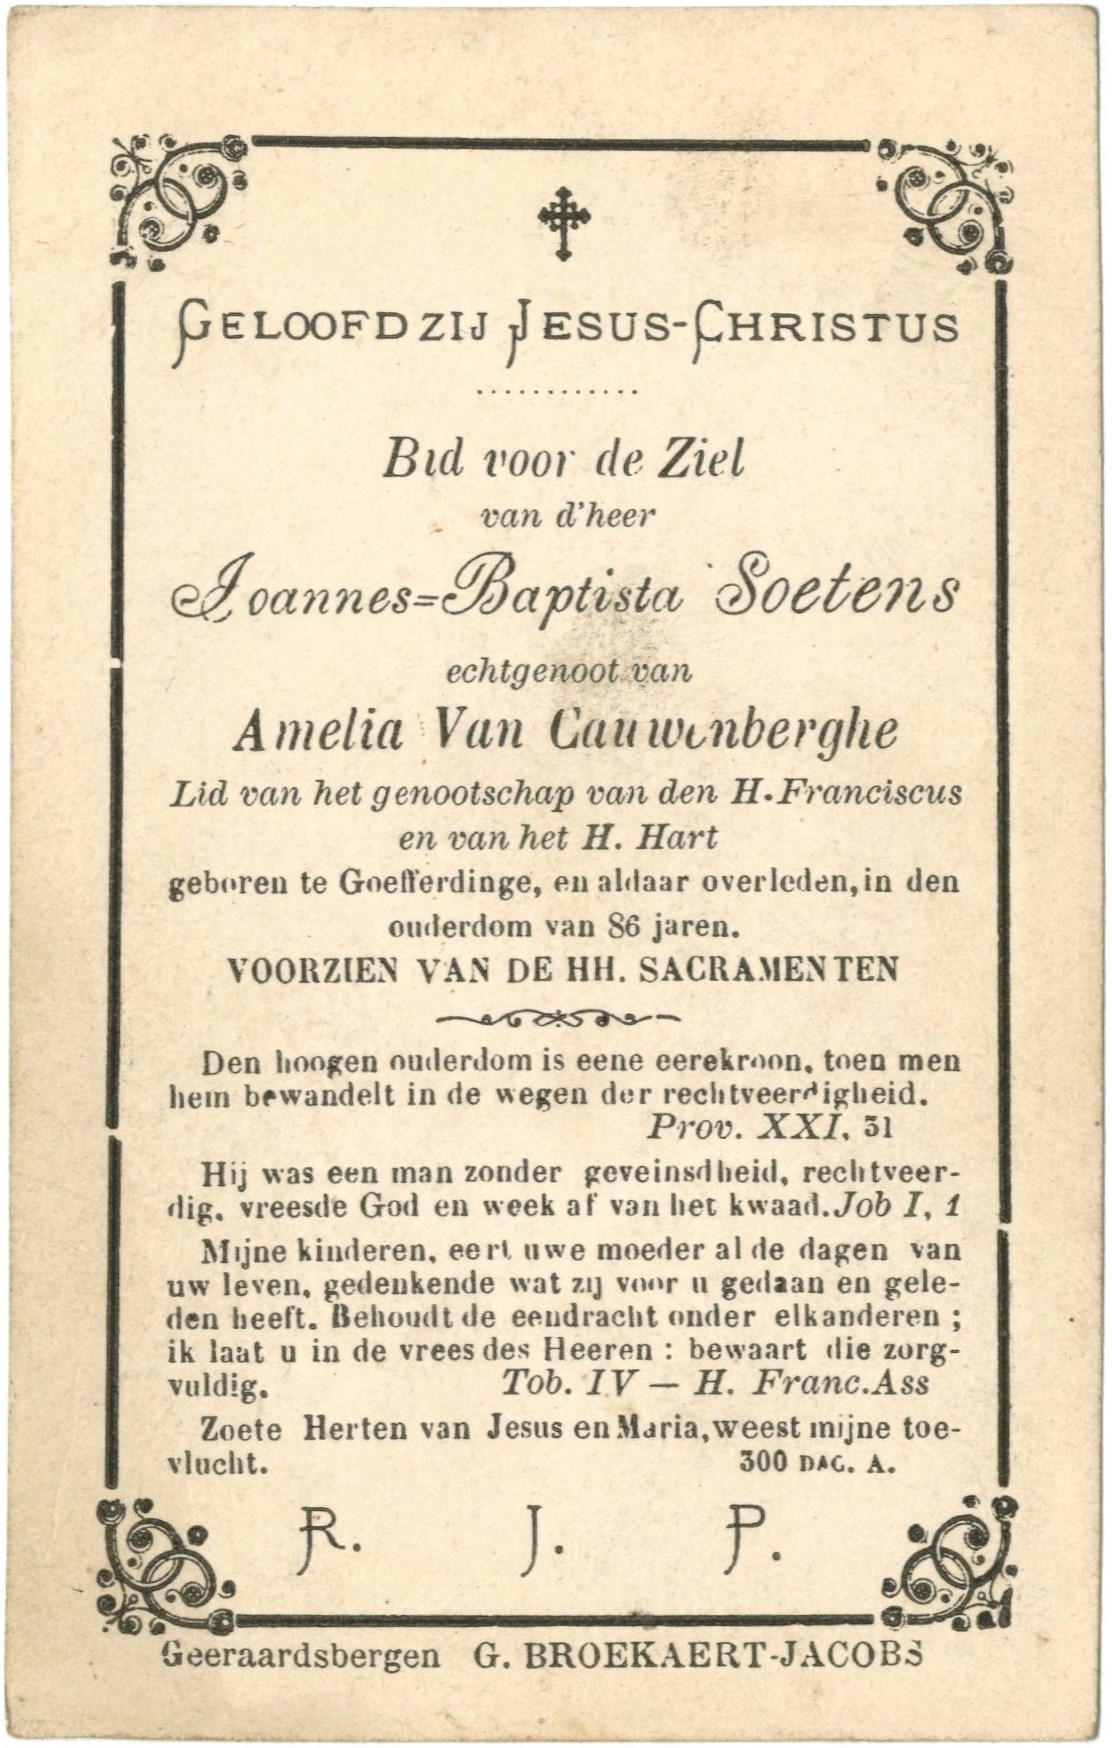 GELOOFD ZIJ JESUS-CHRISTUS
............
Bid voor de Ziel
van d'heer
Joannes=Baptista Soetens
echtgenoot van
Amelia Van Cauwenberghe
Lid van het genootschap van den H. Franciscus
en van het H. Hart
geboren te Goefferdinge, en aldaar overleden, in den
ouderdom van 86 jaren.
VOORZIEN VAN DE HH. SACRAMENTEN
Den hoogen ouderdom is eene eerekroon, toen men
hem bewandelt in de wegen der rechtveerdigheid.
Prov. XXI, 31
Hij was een man zonder geveinsdheid, rechtveer-
dig, vreesde God en week af van het kwaad. Job I, 1
Mijne kinderen, eert uwe moeder al de dagen van
uw leven, gedenkende wat zij voor u gedaan en gele-
den heeft. Behoudt de eendracht onder elkanderen ;
ik laat u in de vrees des Heeren : bewaart die zorg-
vuldig. Tob. IV — H. Franc. Ass
Zoete Herten van Jesus en Maria, weest mijne toe-
vlucht. 300 DAG. A.
R. J. P.
Geeraardsbergen G. BROEKAERT-JACOBS